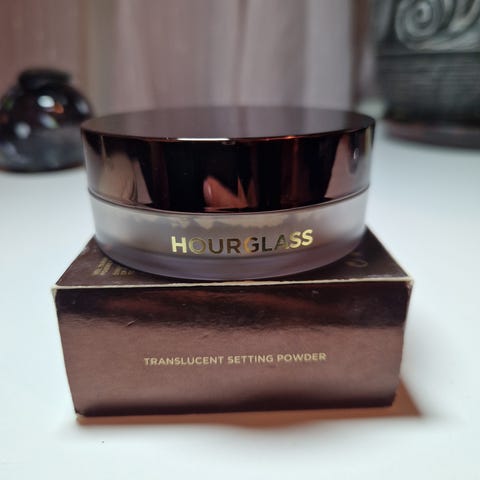 HOURGLASS
TRANSLUCENT SETTING POWDER